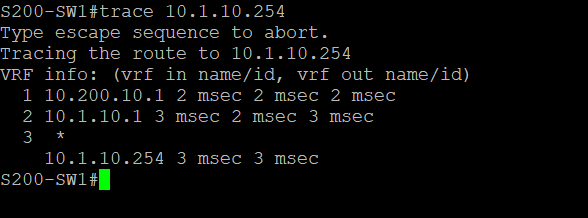 S200-SW1#trace 10.1.10.254
Type escape sequence to abort.
Tracing the route to 10.1.10.254
VRF info: (vrf in name/id, vrf out name/id)
  1 10.200.10.1 2 msec 2 msec 2 msec
  2 10.1.10.1 3 msec 2 msec 3 msec
  3  *
    10.1.10.254 3 msec 3 msec
S200-SW1#